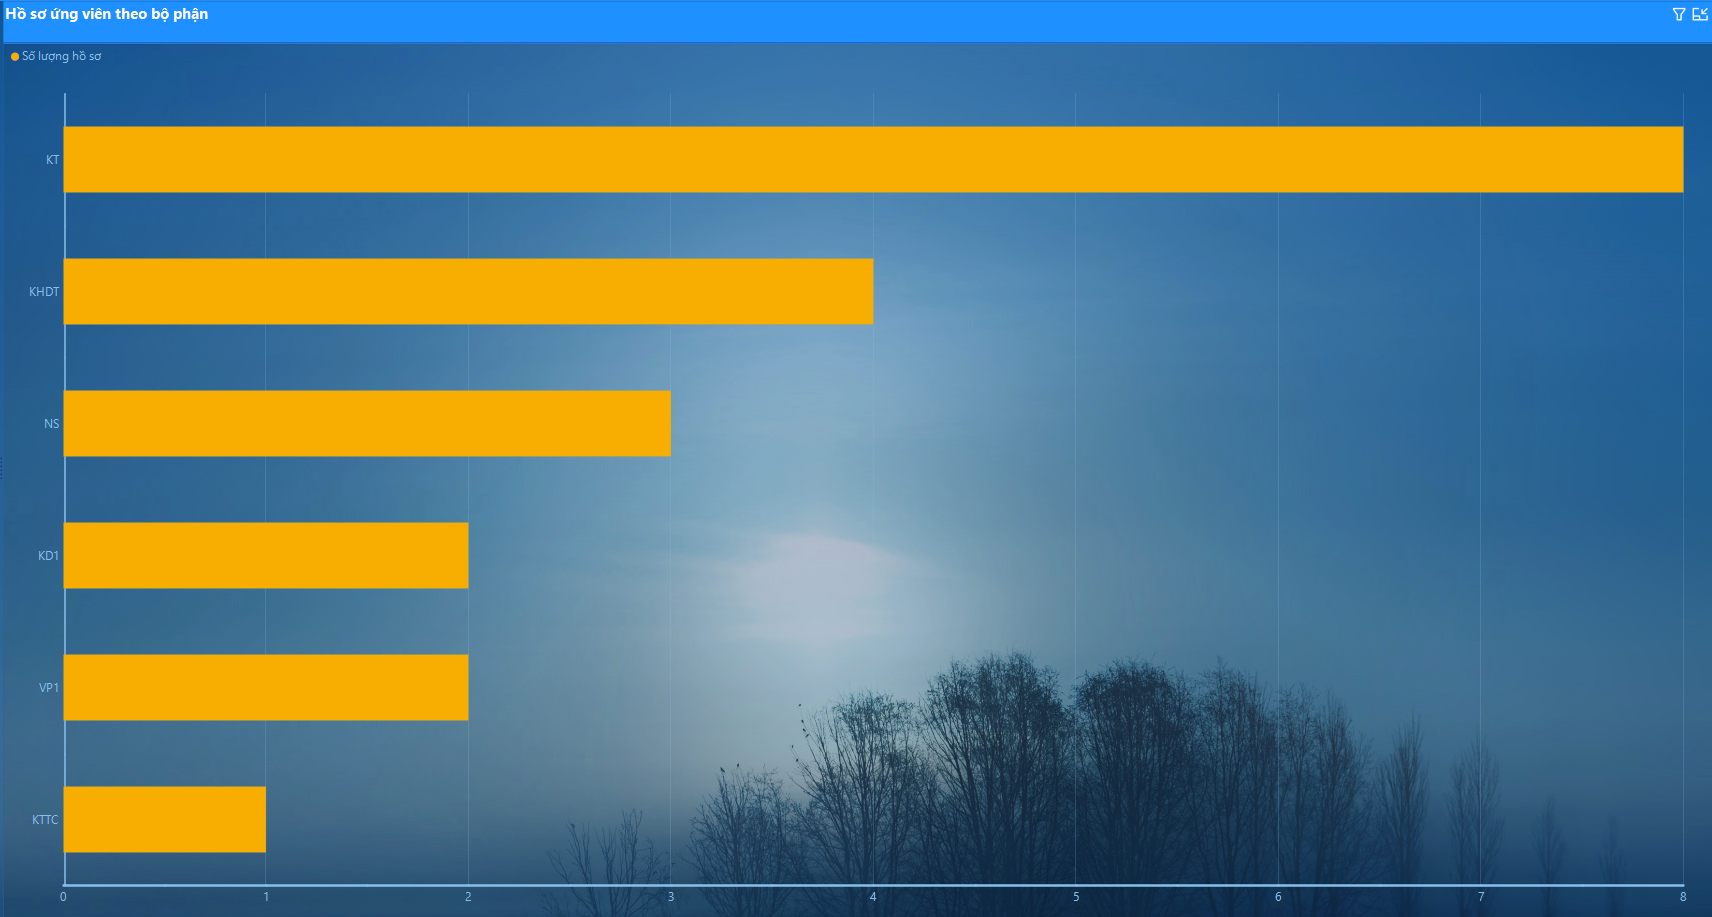 Hồ sơ ứng viên theo bộ phận
Số lượng hồ sơ
KT
KHDT
NS
KD1
VP1
KTTC
0 1 2 3 4 5 6 7 8